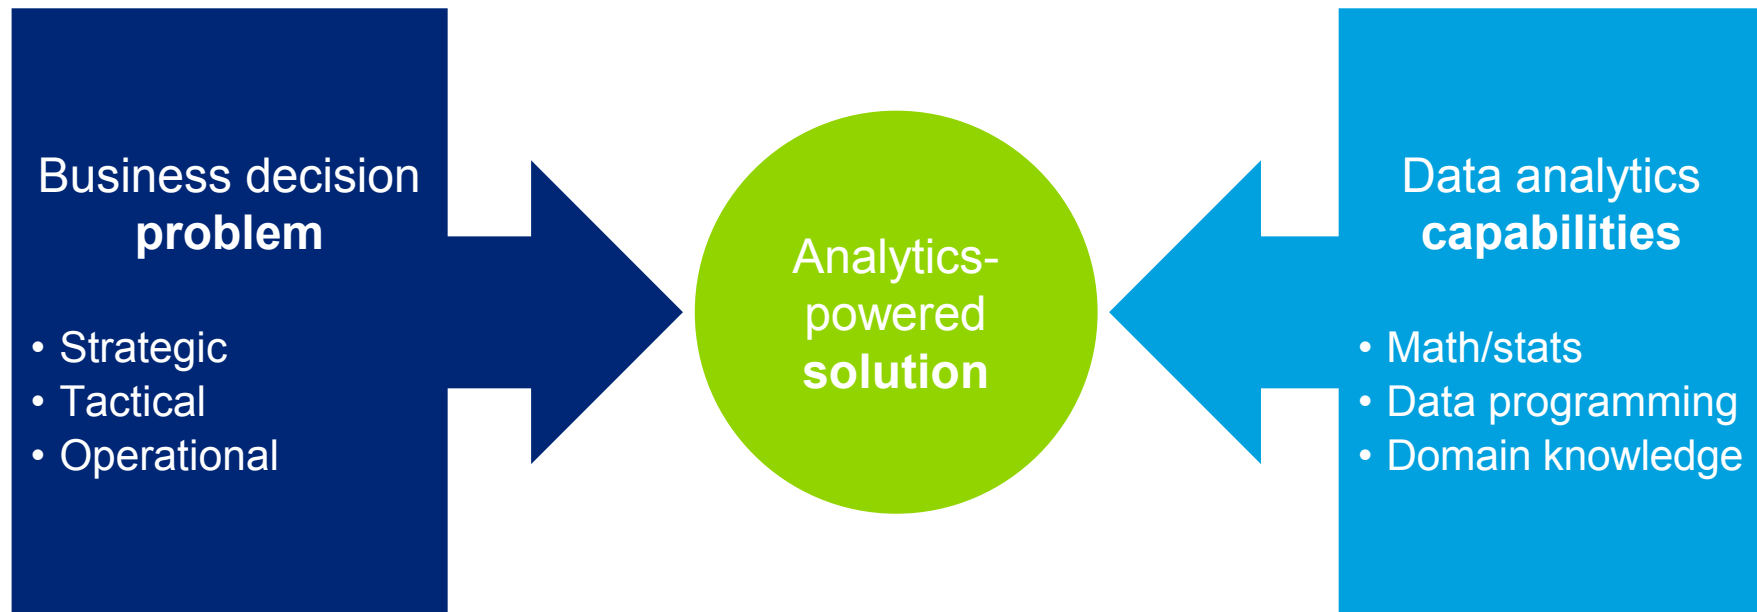 Business decision
problem
• Strategic
• Tactical
• Operational
Analytics-
powered
solution
Data analytics
capabilities
• Math/stats
• Data programming
• Domain knowledge